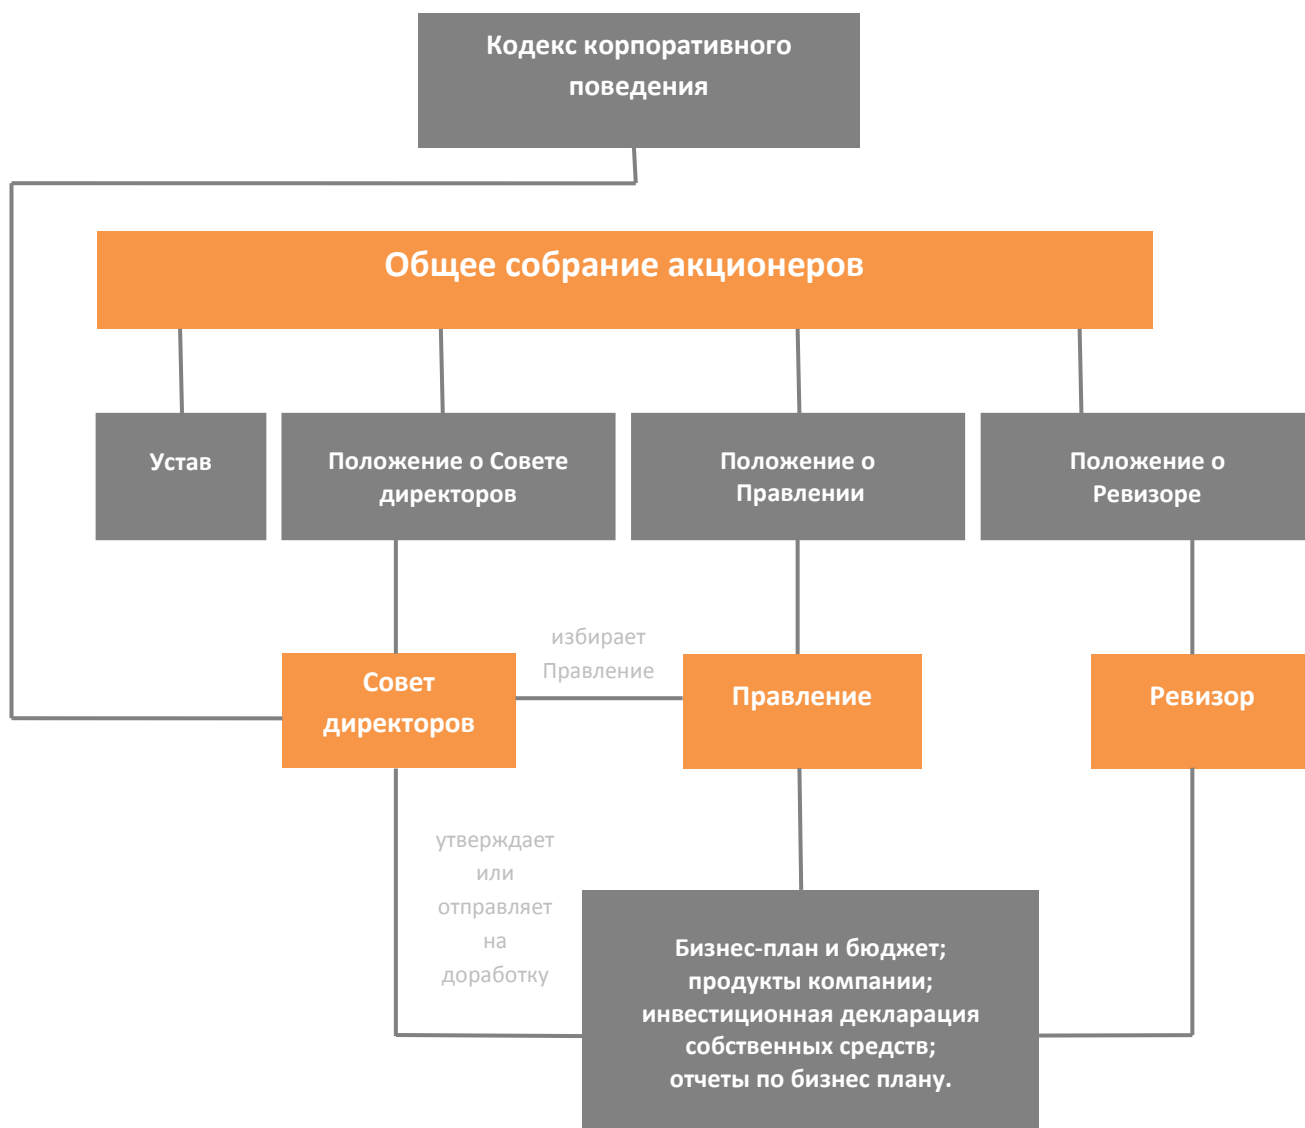 Кодекс корпоративного
поведения
Общее собрание акционеров
Устав
Положение о Совете
директоров
Положение о
Правлении
Положение о
Ревизоре
избирает
Правление
Совет
директоров
Правление
Ревизор
утверждает
или
отправляет
на
доработку
Бизнес-план и бюджет;
продукты компании;
инвестиционная декларация
собственных средств;
отчеты по бизнес плану.